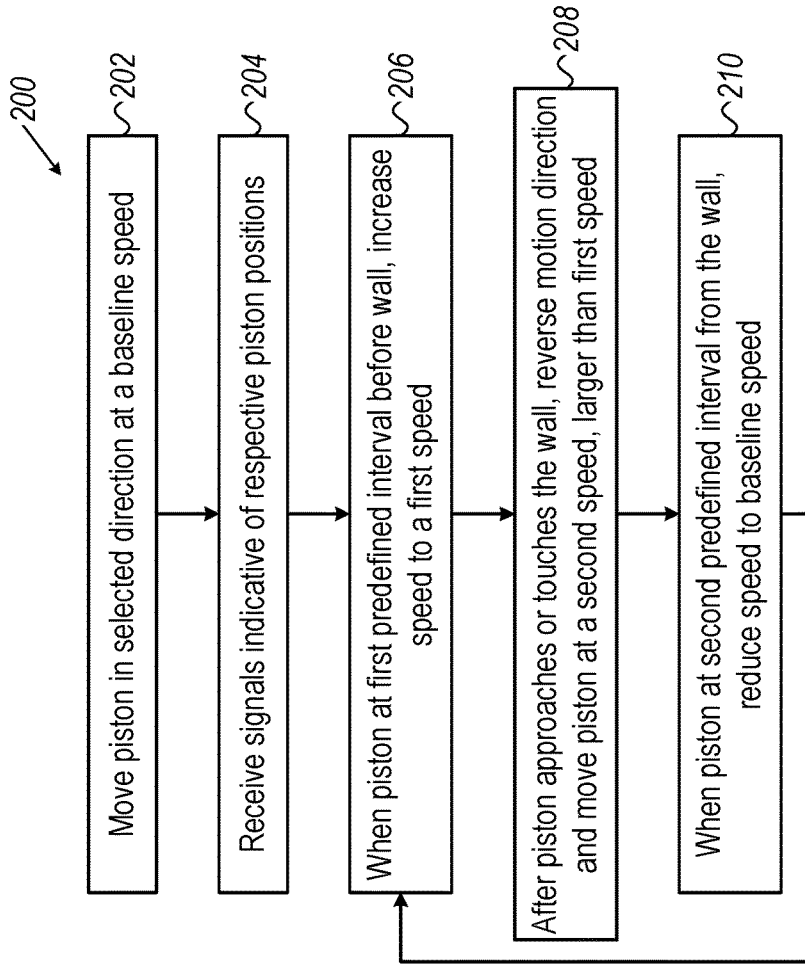 200
Move piston in selected direction at a baseline speed
202
Receive signals indicative of respective piston positions
204
When piston at first predefined interval before wall, increase
speed to a first speed
206
After piston approaches or touches the wall, reverse motion direction
and move piston at a second speed, larger than first speed
208
When piston at second predefined interval from the wall,
reduce speed to baseline speed
210